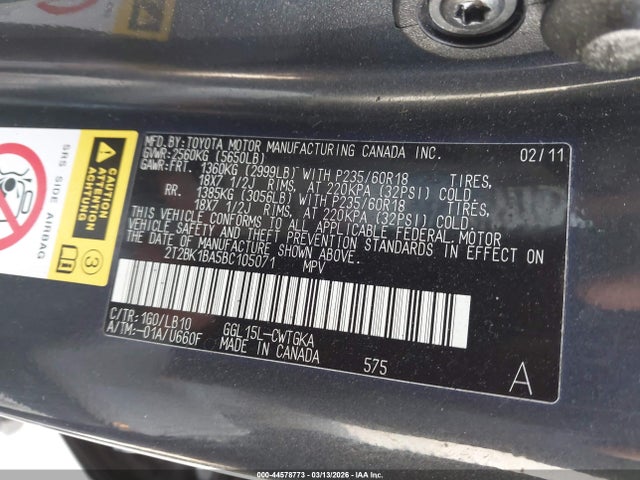 MFD.BY:TOYOTA MOTOR MANUFACTURING CANADA INC. 02/11
GVWR:2560KG (5650LB)
GAWR:FRT. 1360KG (2999LB) WITH P235/60R18 TIRES,
18X7 1/2J RIMS, AT 220KPA (32PSI) COLD.
RR. 1385KG (3056LB) WITH P235/60R18 TIRES,
18X7 1/2J RIMS, AT 220KPA (32PSI) COLD.
THIS VEHICLE CONFORMS TO ALL APPLICABLE FEDERAL MOTOR
VEHICLE SAFETY AND THEFT PREVENTION STANDARDS IN EFFECT ON
THE DATE OF MANUFACTURE SHOWN ABOVE.
2T2BK1BA5BC105071 MPV
C/TR:1G0/LB10 GGL15L-CWTGKA
A/TM:-01A/U660F MADE IN CANADA 575
A
SRS SIDE AIRBAG
ATTENTION
ACHTUNG
3
000-44578773 - 03/13/2026 - IAA, Inc.